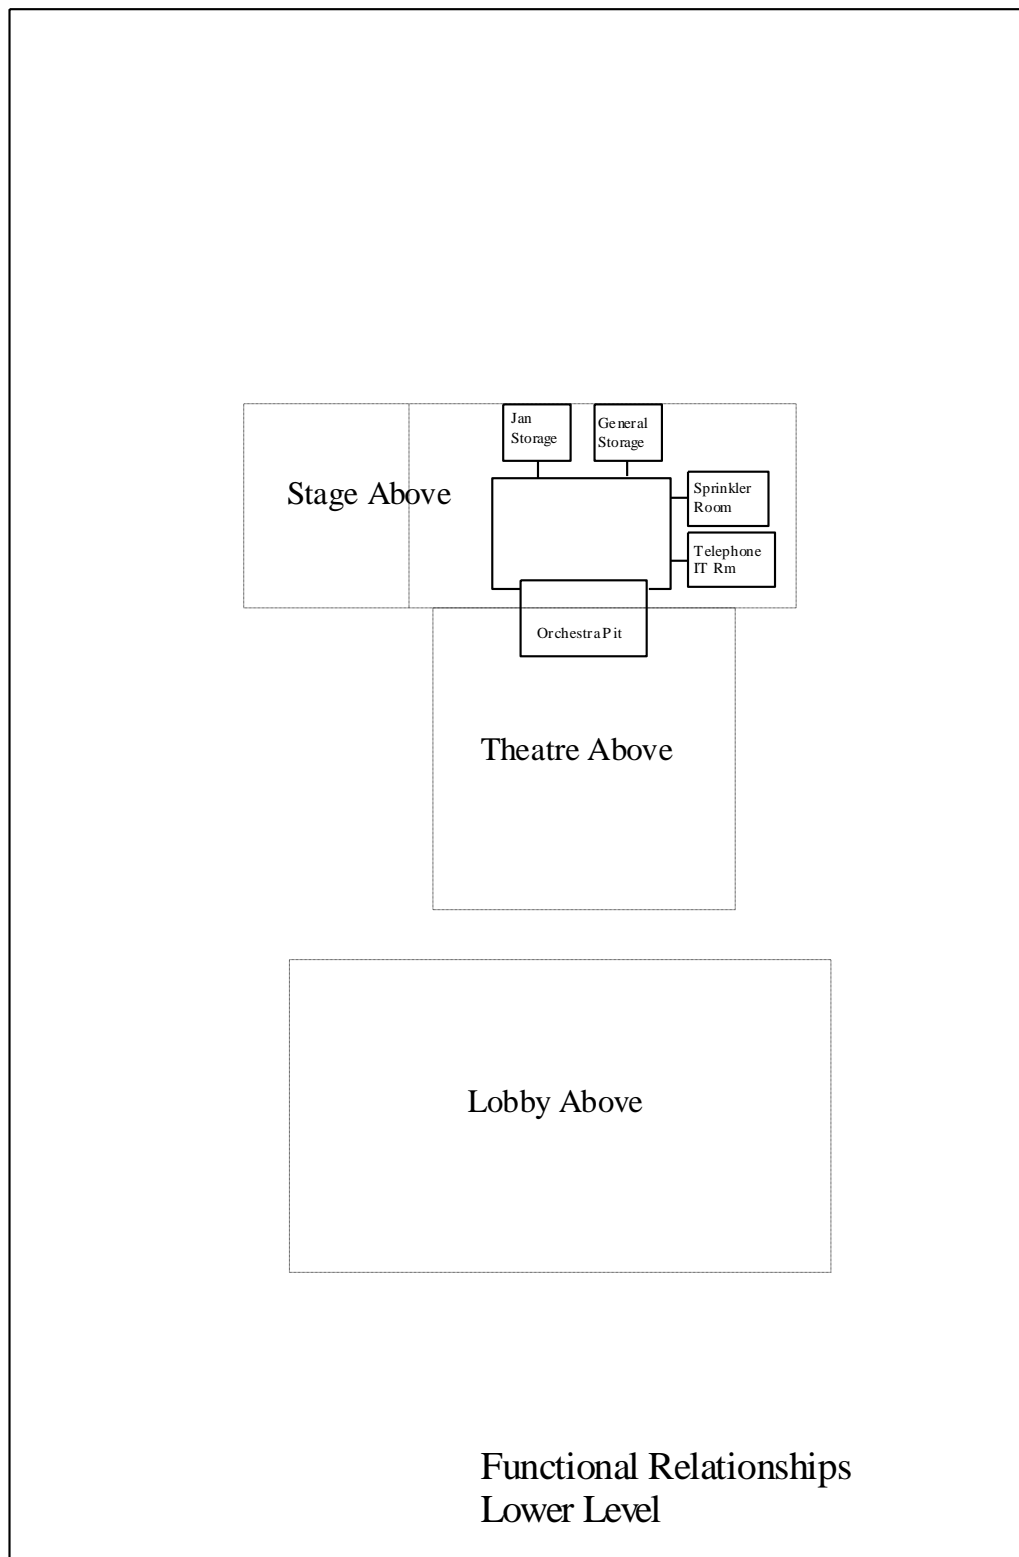 Jan
Storage
General
Storage
Stage Above
Sprinkler
Room
Telephone
IT Rm
Orchestra Pit
Theatre Above
Lobby Above
Functional Relationships
Lower Level